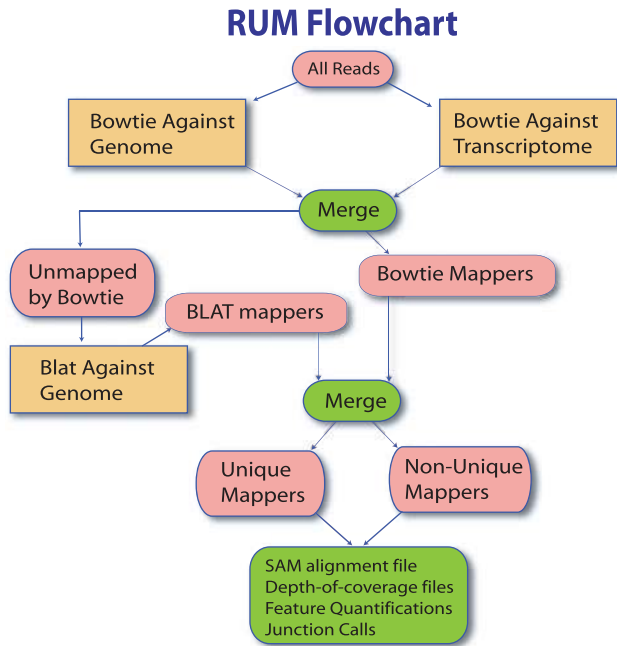 RUM Flowchart
All Reads
Bowtie Against
Genome
Bowtie Against
Transcriptome
Merge
Unmapped
by Bowtie
Bowtie Mappers
BLAT mappers
Blat Against
Genome
Merge
Unique
Mappers
Non-Unique
Mappers
SAM alignment file
Depth-of-coverage files
Feature Quantifications
Junction Calls